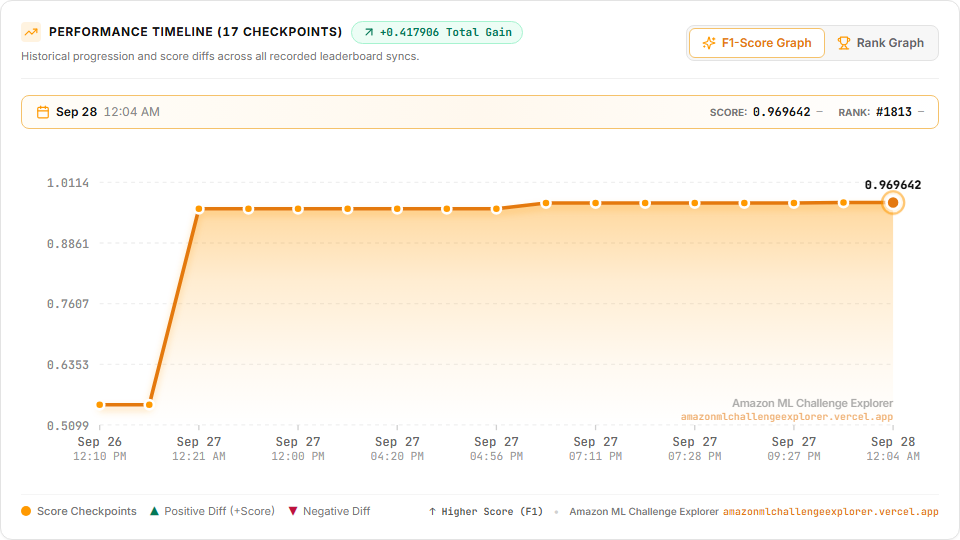 PERFORMANCE TIMELINE (17 CHECKPOINTS) +0.417906 Total Gain
Historical progression and score diffs across all recorded leaderboard syncs.
F1-Score Graph Rank Graph
Sep 28 12:04 AM SCORE: 0.969642 — RANK: #1813 —
0.969642
1.0114
0.8861
0.7607
0.6353
0.5099
Amazon ML Challenge Explorer
amazonmlchallengeexplorer.vercel.app
Sep 26 Sep 27 Sep 27 Sep 27 Sep 27 Sep 27 Sep 27 Sep 27 Sep 28
12:10 PM 12:21 AM 12:00 PM 04:20 PM 04:56 PM 07:11 PM 07:28 PM 09:27 PM 12:04 AM
Score Checkpoints ▲ Positive Diff (+Score) ▼ Negative Diff ↑ Higher Score (F1) • Amazon ML Challenge Explorer amazonmlchallengeexplorer.vercel.app